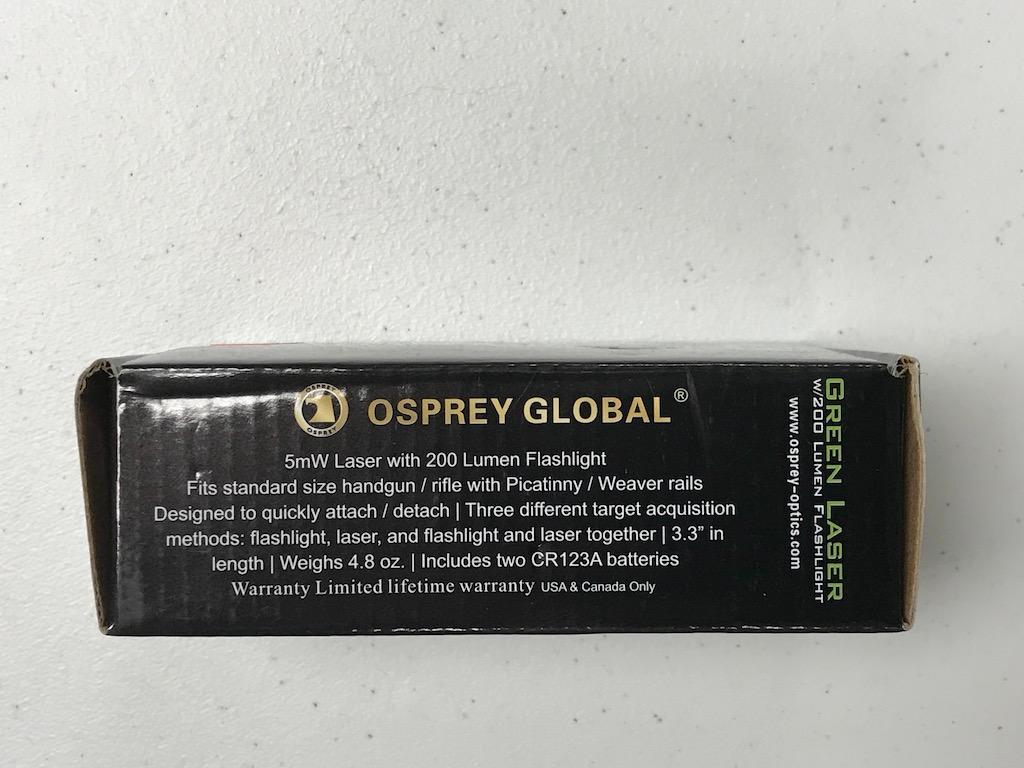 OSPREY
OSPREY
OSPREY GLOBAL®
5mW Laser with 200 Lumen Flashlight
Fits standard size handgun / rifle with Picatinny / Weaver rails
Designed to quickly attach / detach | Three different target acquisition
methods: flashlight, laser, and flashlight and laser together | 3.3” in
length | Weighs 4.8 oz. | Includes two CR123A batteries
Warranty Limited lifetime warranty USA & Canada Only
GREEN LASER
W/200 LUMEN FLASHLIGHT
www.osprey-optics.com